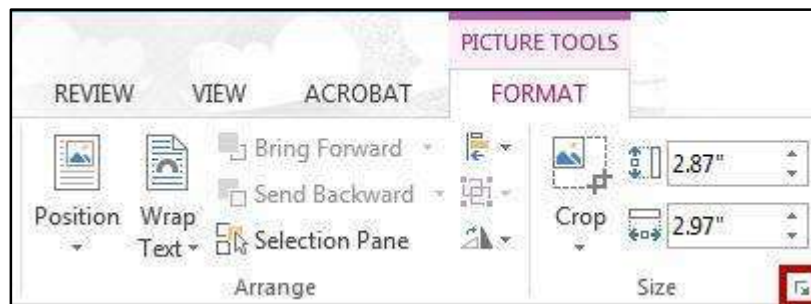 PICTURE TOOLS
REVIEW VIEW ACROBAT FORMAT
Bring Forward
Send Backward
Selection Pane
Position
Wrap
Text
Crop
2.87"
2.97"
Arrange
Size